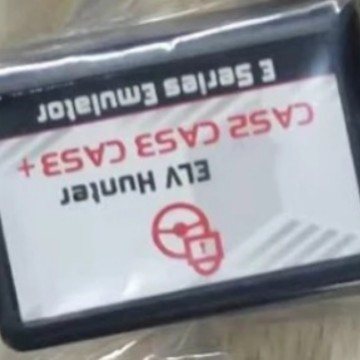 ELV Hunter
CAS2 CAS3 CAS3+
E Series Emulator